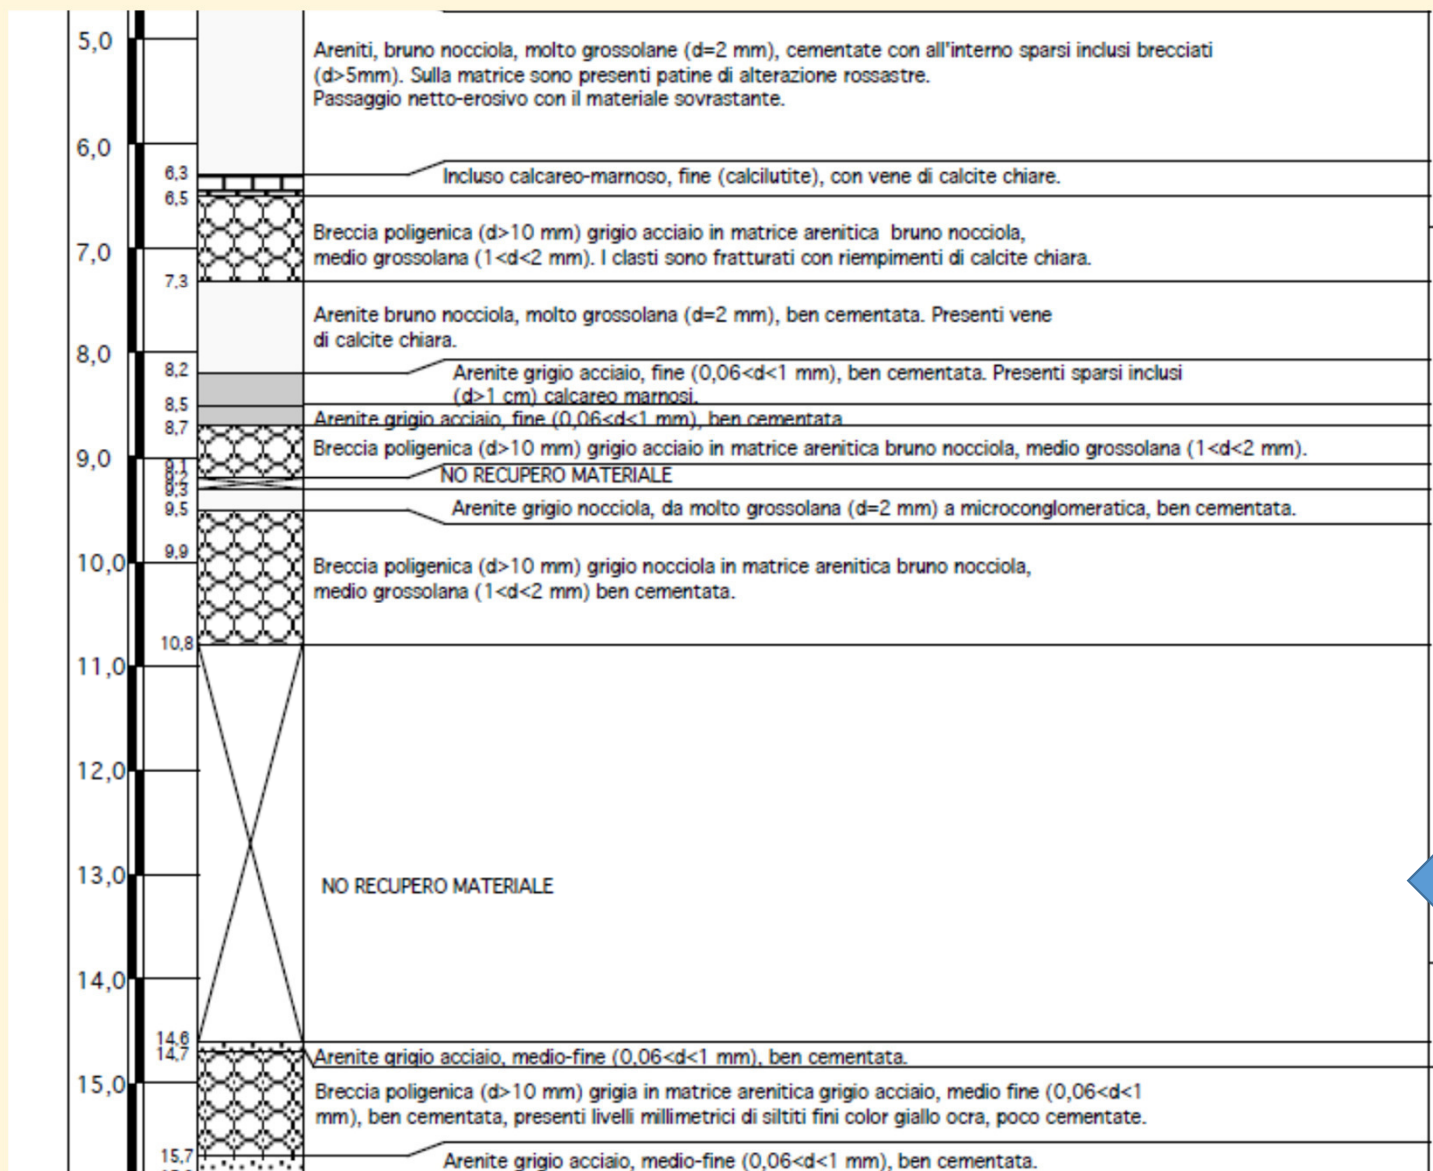 5,0
Areniti, bruno nocciola, molto grossolane (d=2 mm), cementate con all'interno sparsi inclusi brecciati
(d>5mm). Sulla matrice sono presenti patine di alterazione rossastre.
Passaggio netto-erosivo con il materiale sovrastante.
6,0
6,3
Incluso calcareo-marnoso, fine (calcilutite), con vene di calcite chiare.
6,5
Breccia poligenica (d>10 mm) grigio acciaio in matrice arenitica bruno nocciola,
7,0
medio grossolana (1<d<2 mm). I clasti sono fratturati con riempimenti di calcite chiara.
7,3
Arenite bruno nocciola, molto grossolana (d=2 mm), ben cementata. Presenti vene
di calcite chiara.
8,0
8,2
Arenite grigio acciaio, fine (0,06<d<1 mm), ben cementata. Presenti sparsi inclusi
(d>1 cm) calcareo marnosi.
8,5
Arenite grigio acciaio, fine (0,06<d<1 mm), ben cementata
8,7
Breccia poligenica (d>10 mm) grigio acciaio in matrice arenitica bruno nocciola, medio grossolana (1<d<2 mm).
9,0
9,1
NO RECUPERO MATERIALE
9,2
9,3
9,5
Arenite grigio nocciola, da molto grossolana (d=2 mm) a microconglomeratica, ben cementata.
9,9
10,0
Breccia poligenica (d>10 mm) grigio nocciola in matrice arenitica bruno nocciola,
medio grossolana (1<d<2 mm) ben cementata.
10,8
11,0
12,0
13,0
NO RECUPERO MATERIALE
14,0
14,6
14,7
Arenite grigio acciaio, medio-fine (0,06<d<1 mm), ben cementata.
15,0
Breccia poligenica (d>10 mm) grigia in matrice arenitica grigio acciaio, medio fine (0,06<d<1
mm), ben cementata, presenti livelli millimetrici di siltiti fini color giallo ocra, poco cementate.
15,7
Arenite grigio acciaio, medio-fine (0,06<d<1 mm), ben cementata.